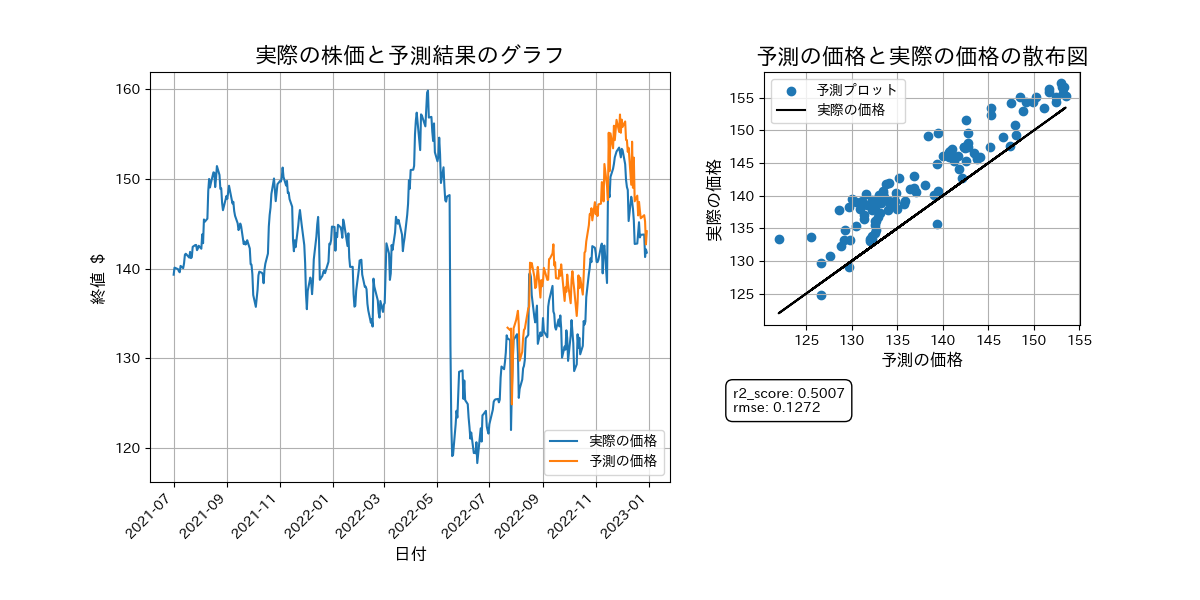 実際の株価と予測結果のグラフ
160
150
140
130
120
終値 $
2021-07
2021-09
2021-11
2022-01
2022-03
2022-05
2022-07
2022-09
2022-11
2023-01
日付
実際の価格
予測の価格
予測の価格と実際の価格の散布図
予測プロット
実際の価格
155
150
145
140
135
130
125
実際の価格
125
130
135
140
145
150
155
予測の価格
r2_score: 0.5007
rmse: 0.1272